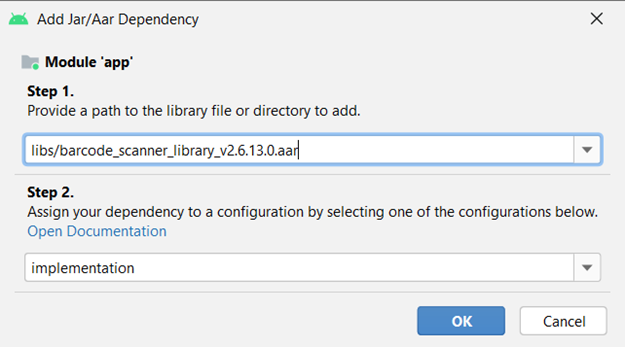 Add Jar/Aar Dependency
Module 'app'
Step 1.
Provide a path to the library file or directory to add.
libs/barcode_scanner_library_v2.6.13.0.aar
Step 2.
Assign your dependency to a configuration by selecting one of the configurations below.
Open Documentation
implementation
OK
Cancel